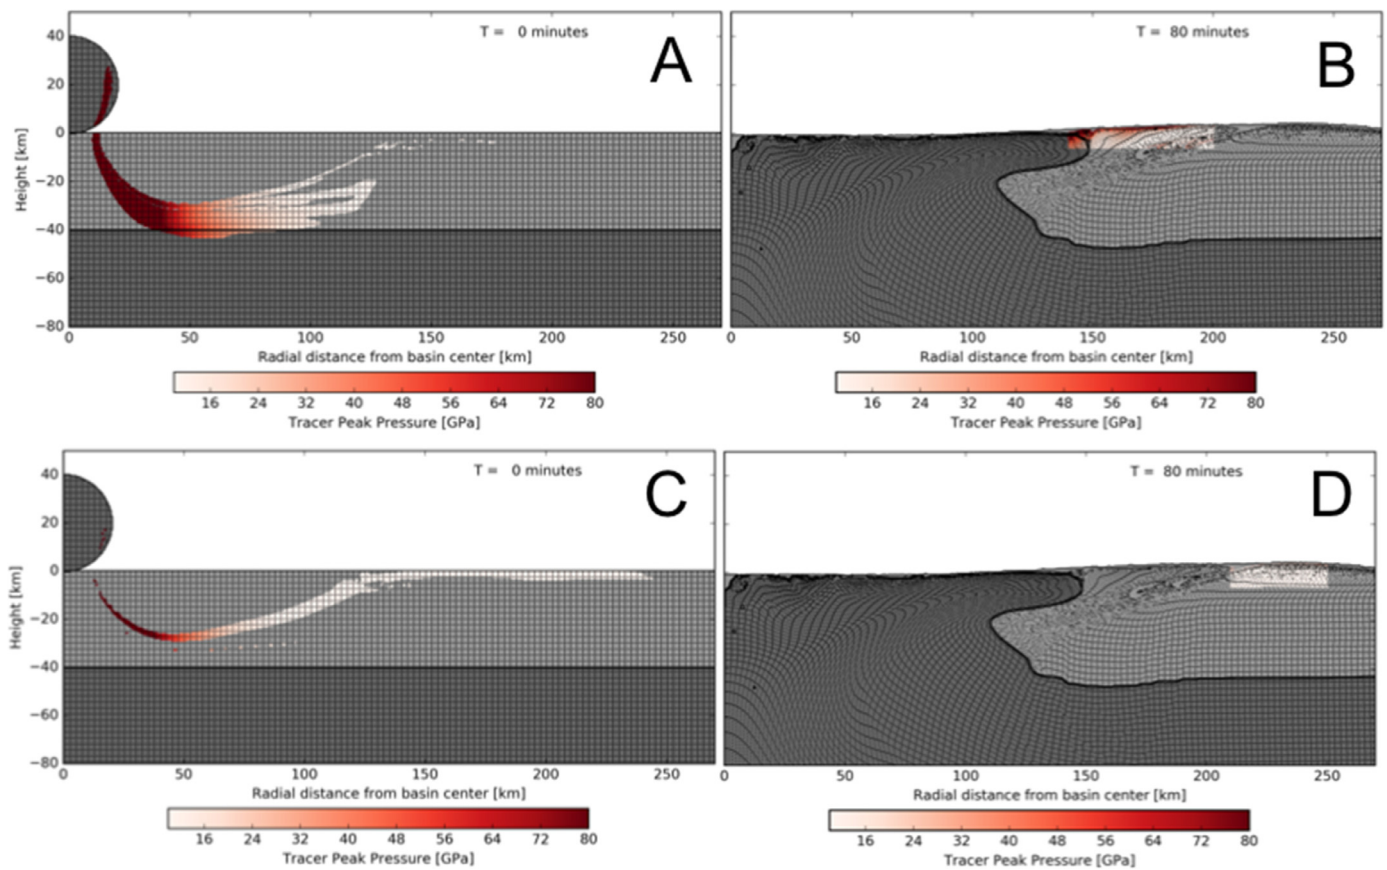 T = 0 minutes
A
40
20
0
−20
−40
−60
−80
Height [km]
0 50 100 150 200 250
Radial distance from basin center [km]
16 24 32 40 48 56 64 72 80
Tracer Peak Pressure [GPa]
T = 80 minutes
B
0 50 100 150 200 250
Radial distance from basin center [km]
16 24 32 40 48 56 64 72 80
Tracer Peak Pressure [GPa]
T = 0 minutes
C
40
20
0
−20
−40
−60
−80
Height [km]
0 50 100 150 200 250
Radial distance from basin center [km]
16 24 32 40 48 56 64 72 80
Tracer Peak Pressure [GPa]
T = 80 minutes
D
0 50 100 150 200 250
Radial distance from basin center [km]
16 24 32 40 48 56 64 72 80
Tracer Peak Pressure [GPa]